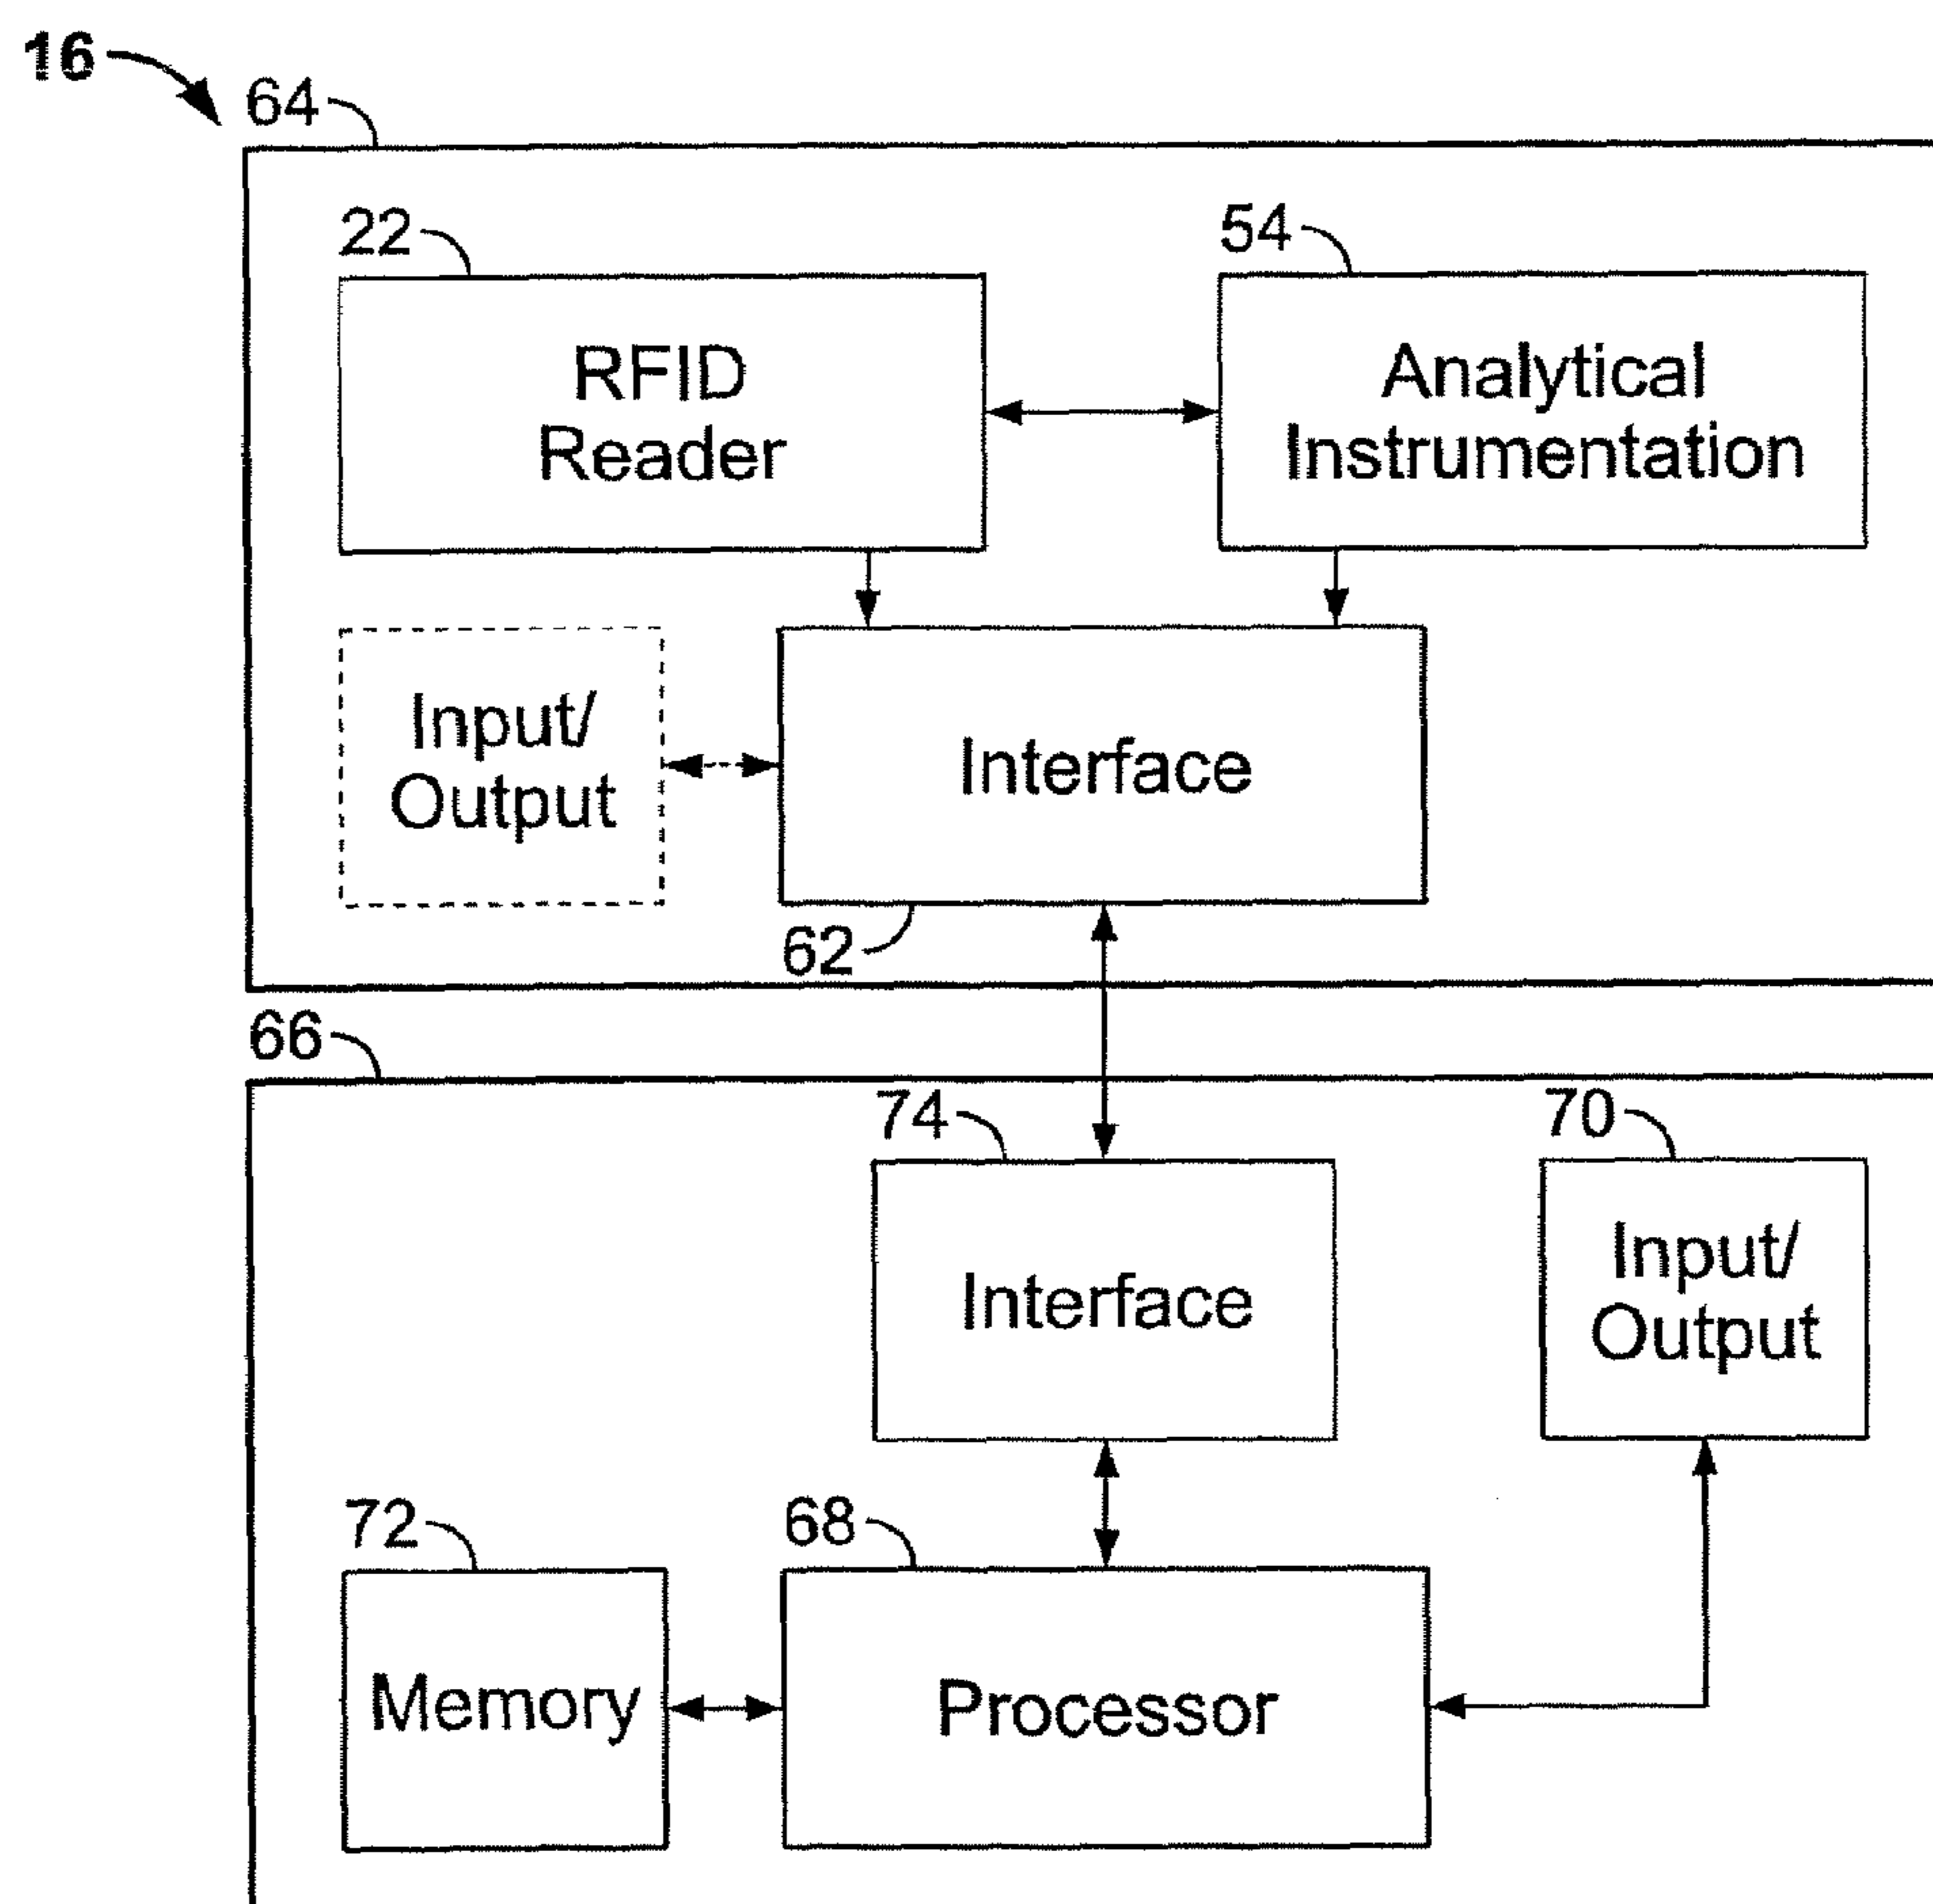 16
64
22
54
RFID
Reader
Analytical
Instrumentation
Input/
Output
Interface
62
66
74
70
Interface
Input/
Output
72
68
Memory
Processor